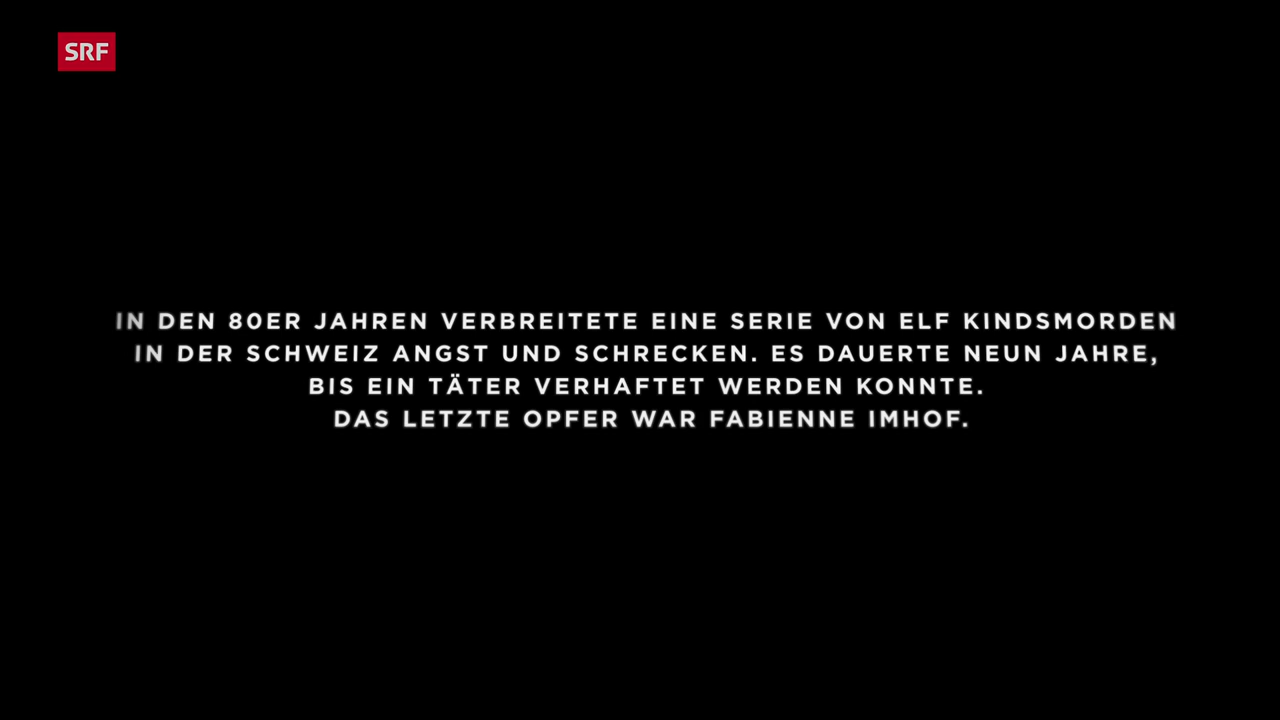 SRF
IN DEN 80ER JAHREN VERBREITETE EINE SERIE VON ELF KINDSMORDEN
IN DER SCHWEIZ ANGST UND SCHRECKEN. ES DAUERTE NEUN JAHRE,
BIS EIN TÄTER VERHAFTET WERDEN KONNTE.
DAS LETZTE OPFER WAR FABIENNE IMHOF.